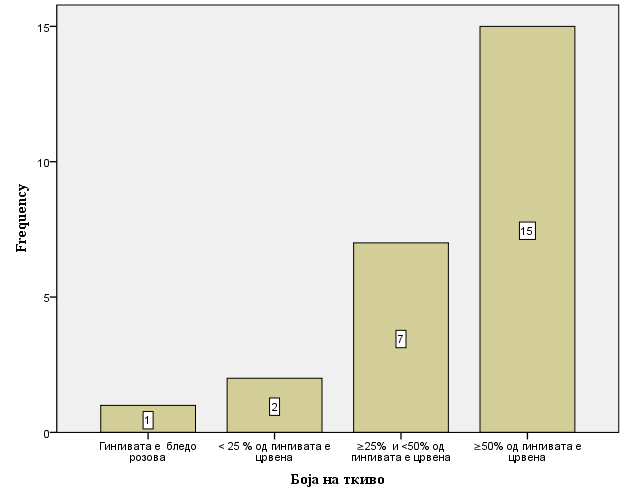 15
10
5
0
Frequency
1
2
7
15
Гингивата е бледо
розова
< 25 % од гингивата е
црвена
≥25% и <50% од
гингивата е црвена
≥50% од гингивата е
црвена
Боја на ткиво